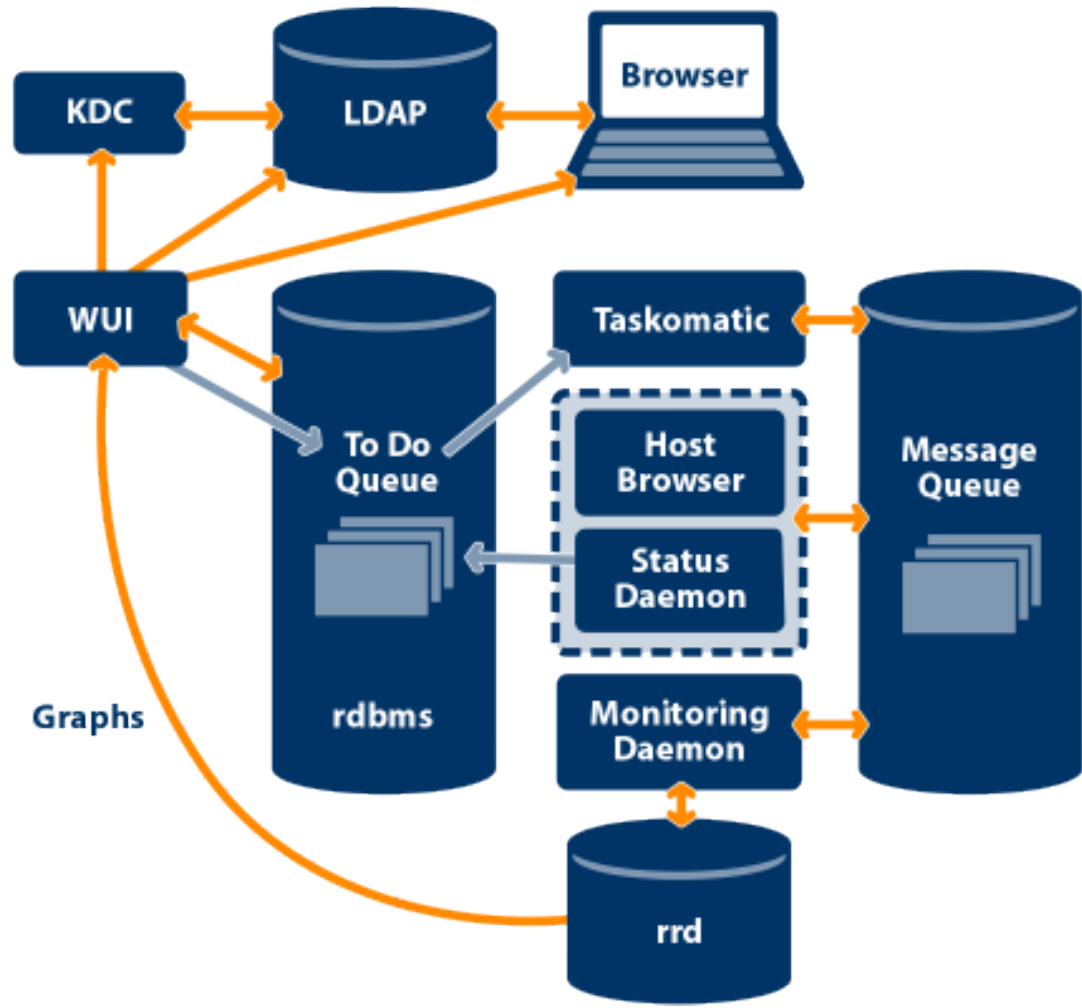 Browser
KDC
LDAP
WUI
Taskomatic
To Do
Queue
Host
Browser
Message
Queue
Status
Daemon
Graphs
rdbms
Monitoring
Daemon
rrd